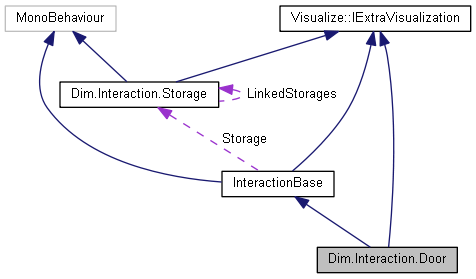 MonoBehaviour
Visualize::IExtraVisualization
Dim.Interaction.Storage
LinkedStorages
Storage
InteractionBase
Dim.Interaction.Door